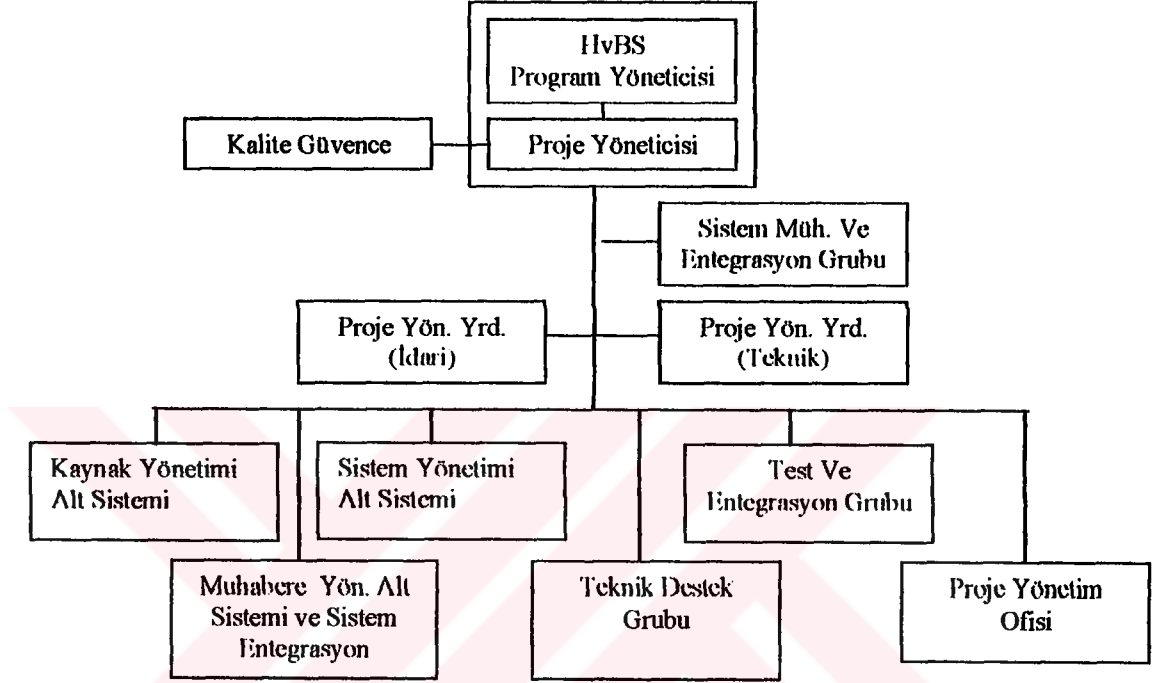 HvBS
Program Yöneticisi
Kalite Güvence
Proje Yöneticisi
Sistem Müh. Ve
Entegrasyon Grubu
Proje Yön. Yrd.
(İdari)
Proje Yön. Yrd.
(Teknik)
Kaynak Yönetimi
Alt Sistemi
Sistem Yönetimi
Alt Sistemi
Test Ve
Entegrasyon Grubu
Muhabere Yön. Alt
Sistemi ve Sistem
Entegrasyon
Teknik Destek
Grubu
Proje Yönetim
Ofisi